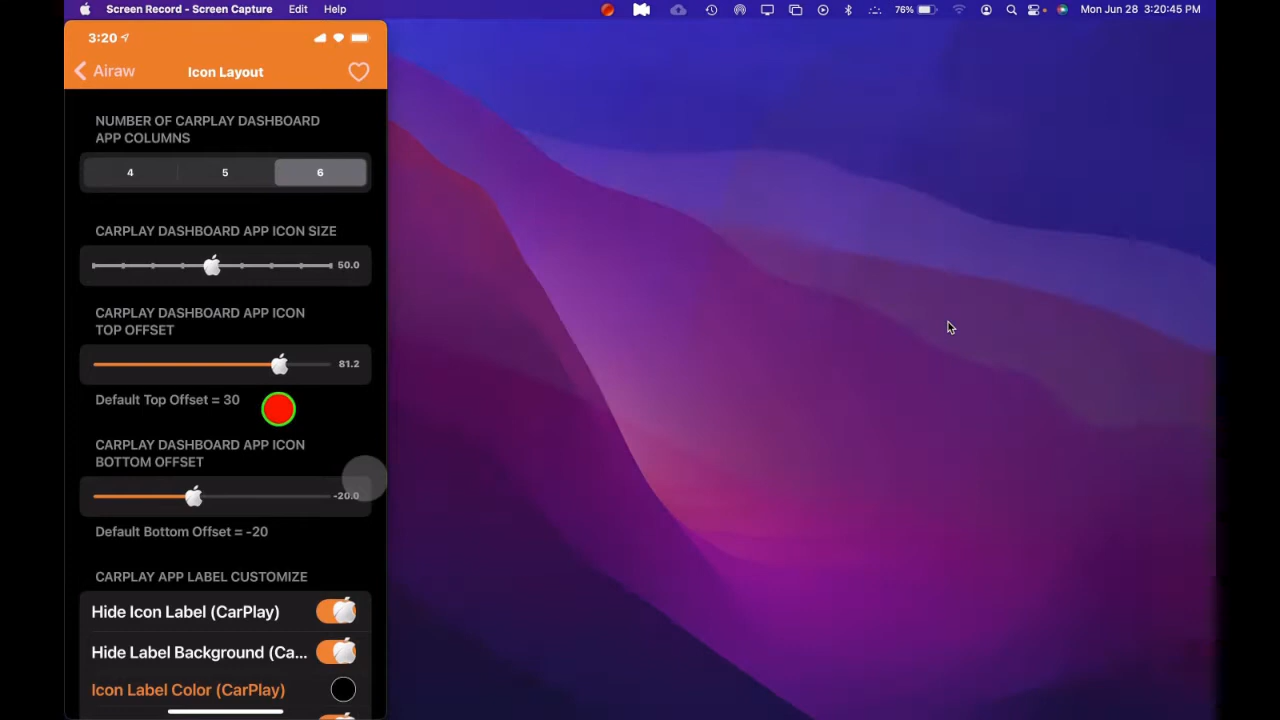 Screen Record - Screen Capture Edit Help 76% Mon Jun 28 3:20:45 PM
3:20
Airaw Icon Layout
NUMBER OF CARPLAY DASHBOARD
APP COLUMNS
4 5 6
CARPLAY DASHBOARD APP ICON SIZE
50.0
CARPLAY DASHBOARD APP ICON
TOP OFFSET
81.2
Default Top Offset = 30
CARPLAY DASHBOARD APP ICON
BOTTOM OFFSET
-20.0
Default Bottom Offset = -20
CARPLAY APP LABEL CUSTOMIZE
Hide Icon Label (CarPlay)
Hide Label Background (Ca...
Icon Label Color (CarPlay)